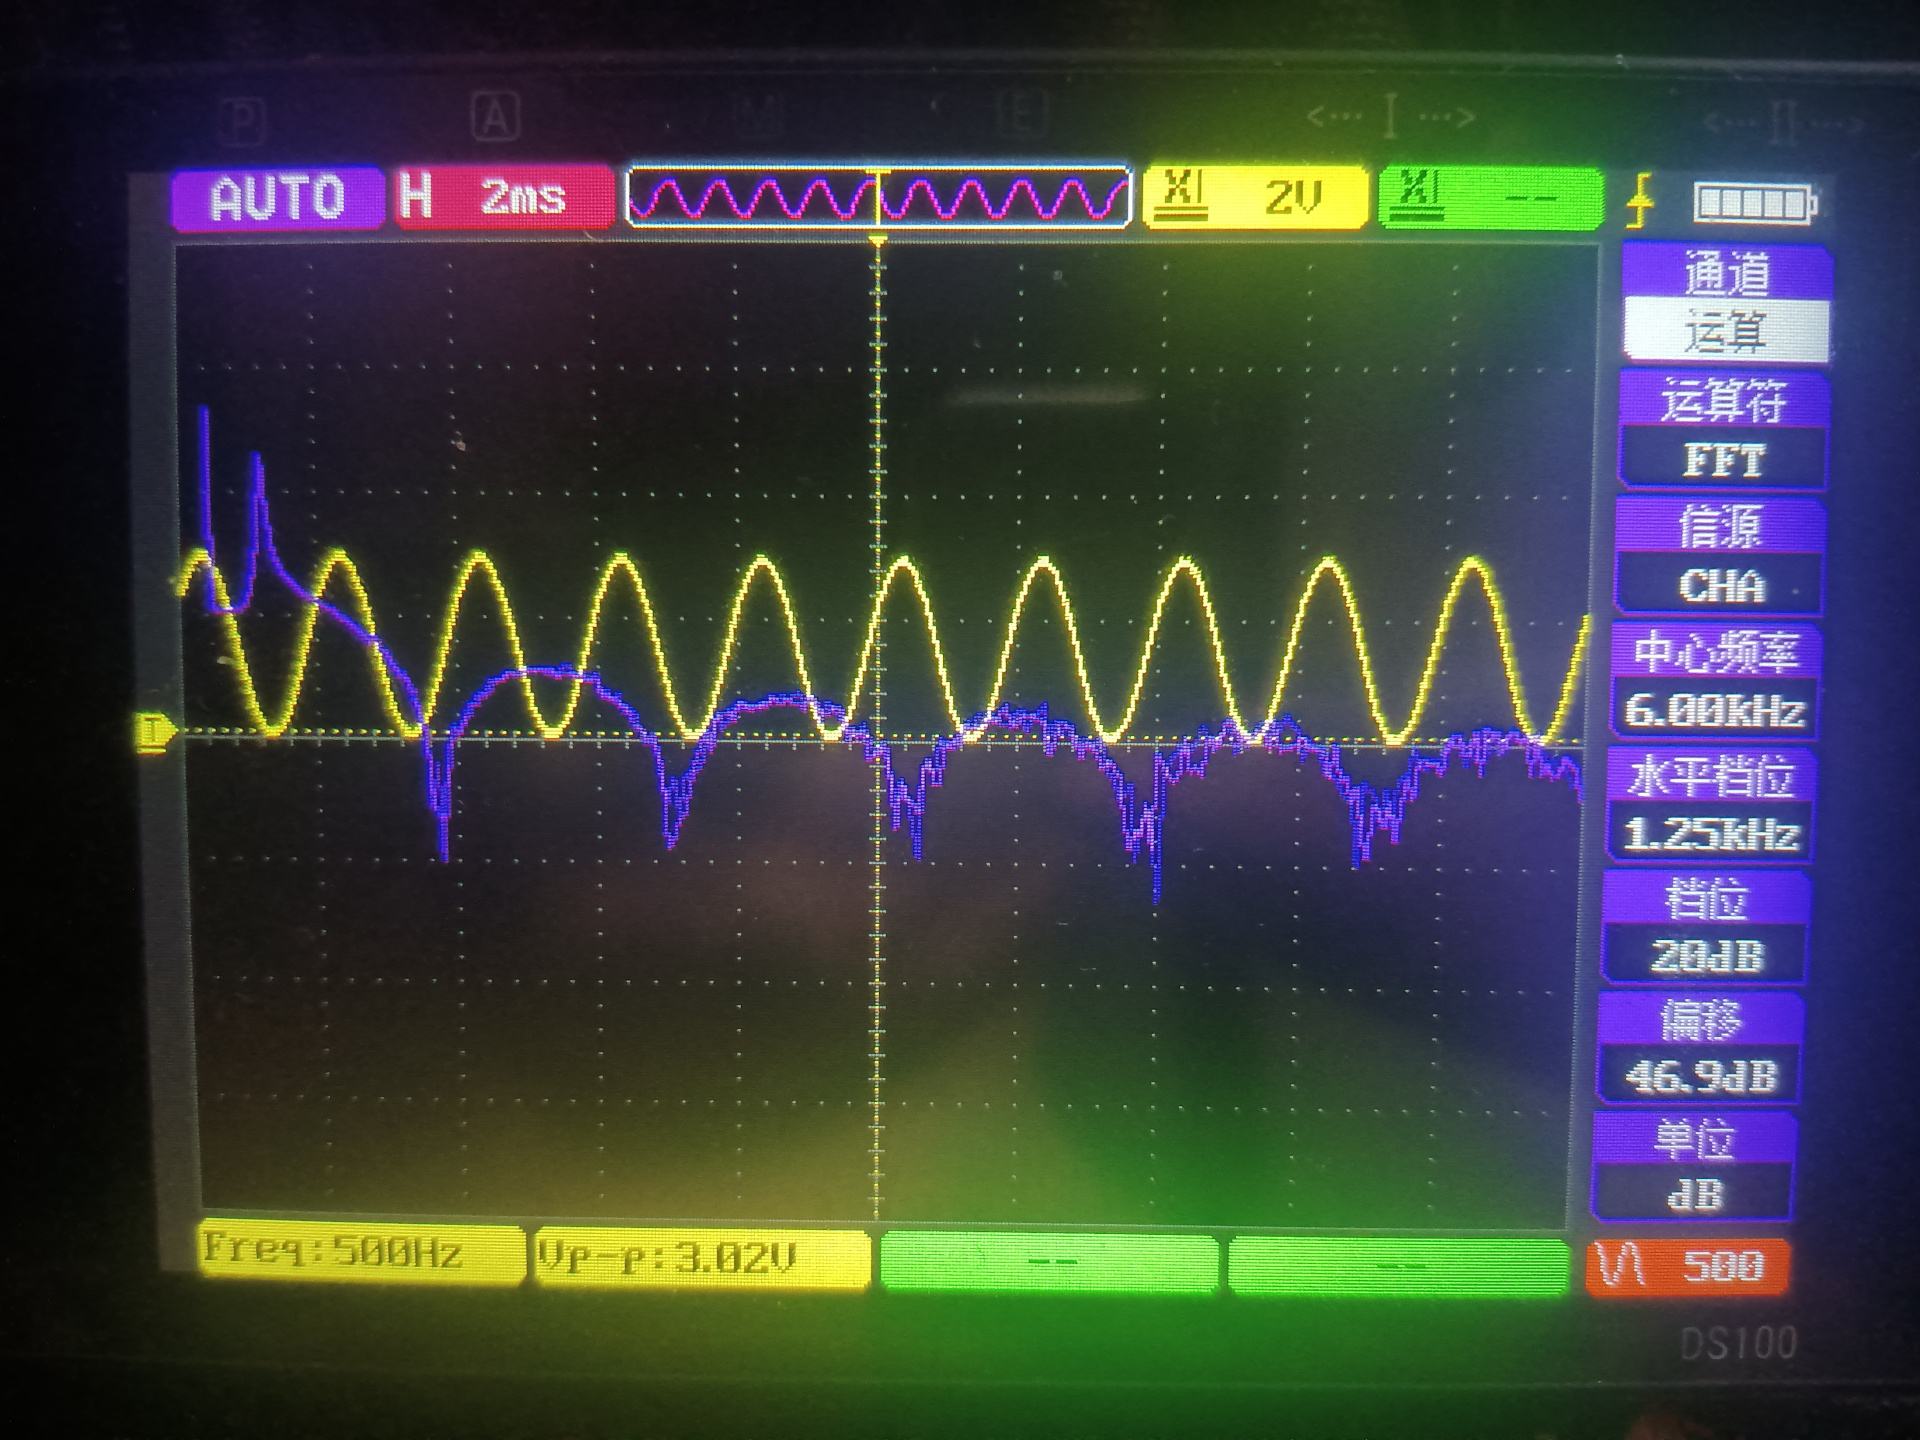 P A M E <··· I ···> <··· II ···>
AUTO H 2ms X1 2V X1 --
通道
运算
运算符
FFT
信源
CHA
中心频率
6.00kHz
水平档位
1.25kHz
档位
20dB
偏移
46.9dB
单位
dB
T
Freq:500Hz Vp-p:3.02V -- -- 500
DS100